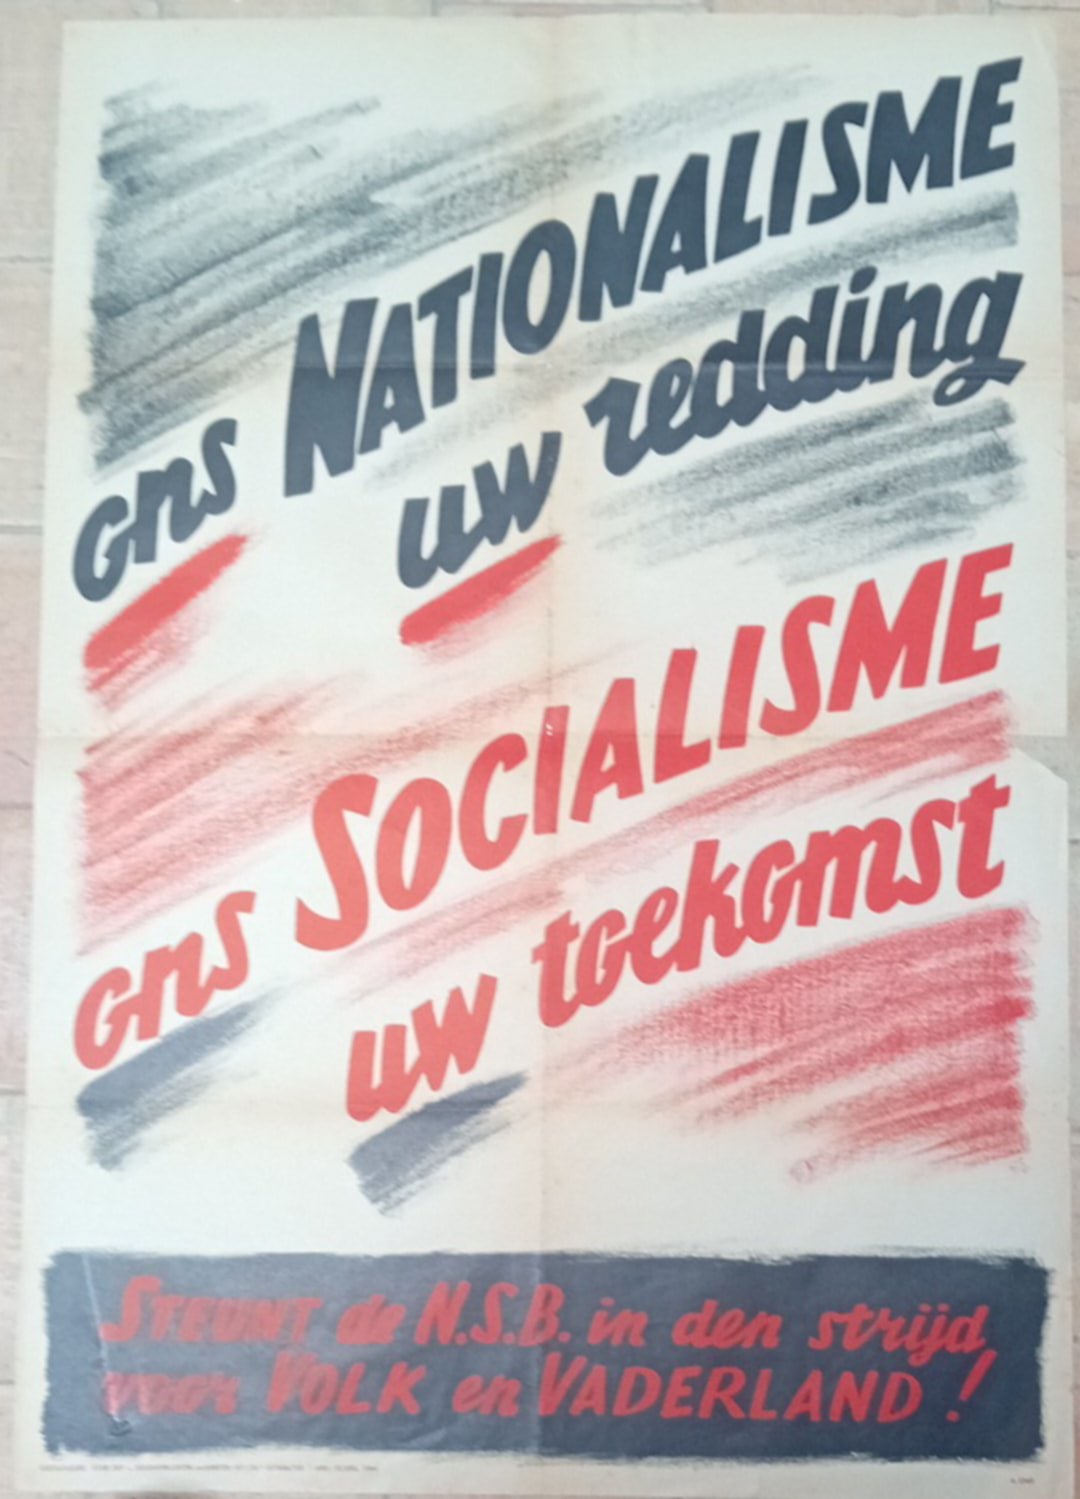 ons NATIONALISME
uw redding
ons SOCIALISME
uw toekomst
STEUNT de N.S.B. in den strijd
voor VOLK en VADERLAND!